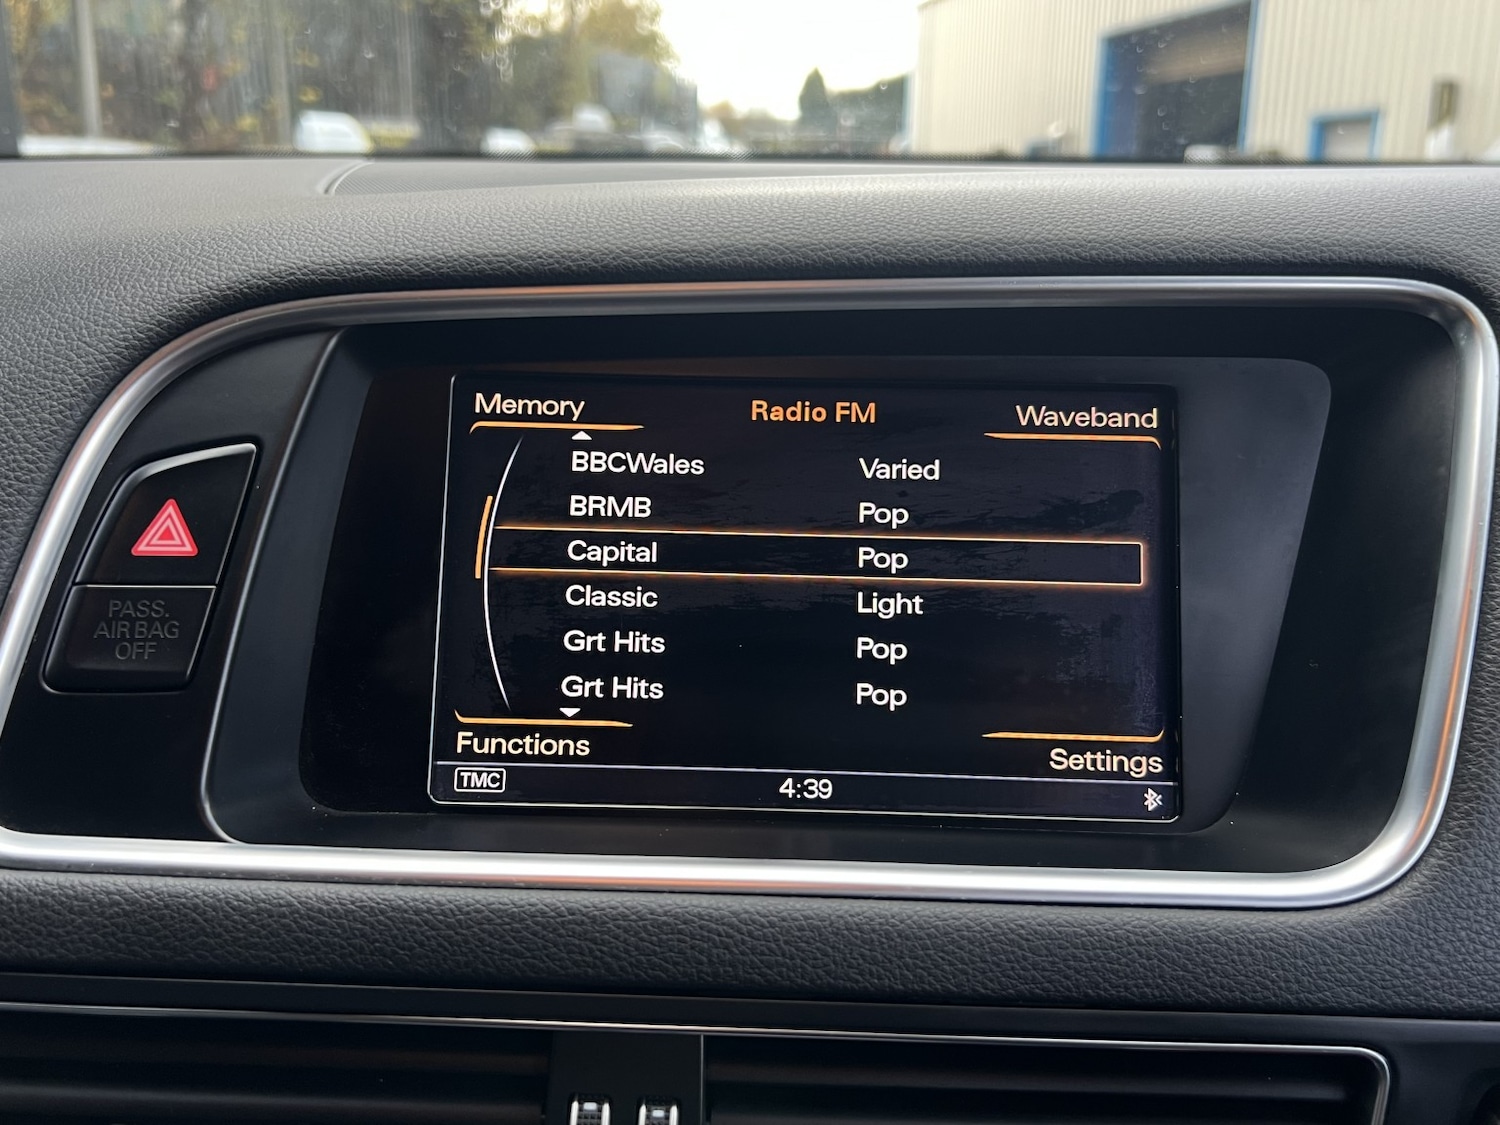 Memory Radio FM Waveband
BBCWales Varied
BRMB Pop
Capital Pop
Classic Light
Grt Hits Pop
Grt Hits Pop
Functions Settings
TMC 4:39
PASS.
AIR BAG
OFF